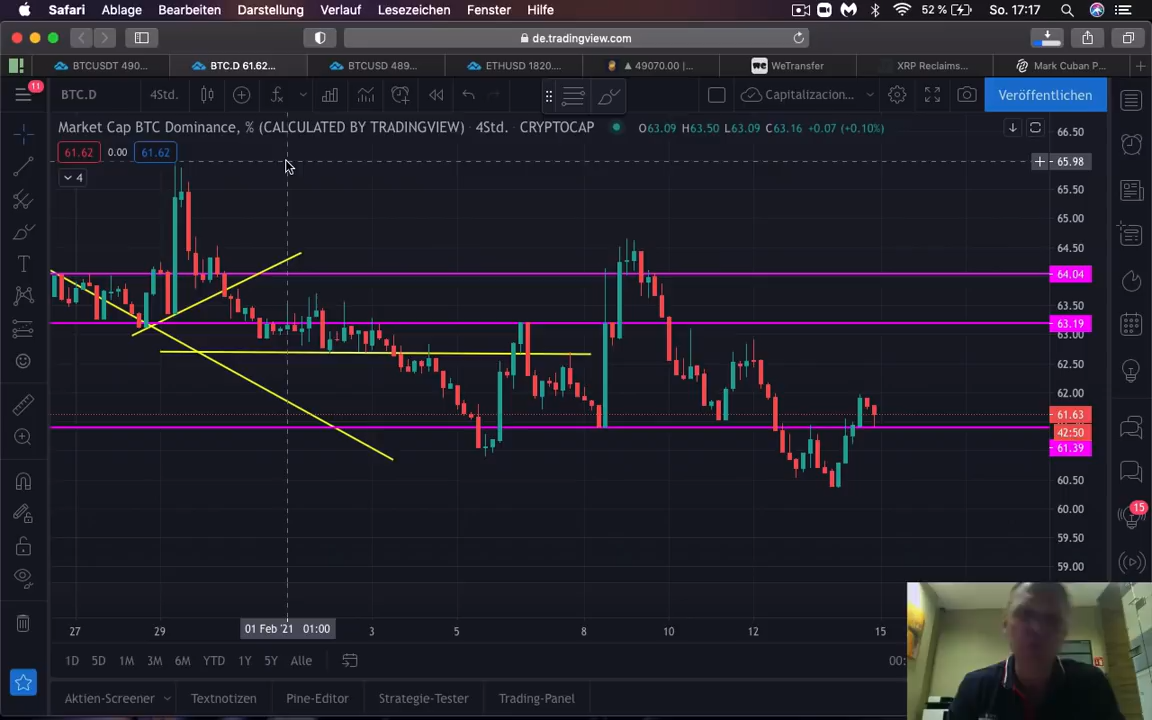 Safari Ablage Bearbeiten Darstellung Verlauf Lesezeichen Fenster Hilfe 52 % So. 17:17
de.tradingview.com
BTCUSDT 490... BTC.D 61.62... BTCUSD 489... ETHUSD 1820.... ▲ 49070.00 |... WeTransfer XRP Reclaims... Mark Cuban P...
11 BTC.D 4Std. Capitalizacion... Veröffentlichen
Market Cap BTC Dominance, % (CALCULATED BY TRADINGVIEW) · 4Std. · CRYPTOCAP O63.09 H63.50 L63.09 C63.16 +0.07 (+0.10%)
61.62 0.00 61.62
4
66.50
65.98
65.50
65.00
64.50
64.04
63.50
63.19
63.00
62.50
62.00
61.63
42:50
61.39
60.50
60.00
59.50
59.00
15
27 29 01 Feb '21 01:00 3 5 8 10 12 15
1D 5D 1M 3M 6M YTD 1Y 5Y Alle 00:
Aktien-Screener Textnotizen Pine-Editor Strategie-Tester Trading-Panel